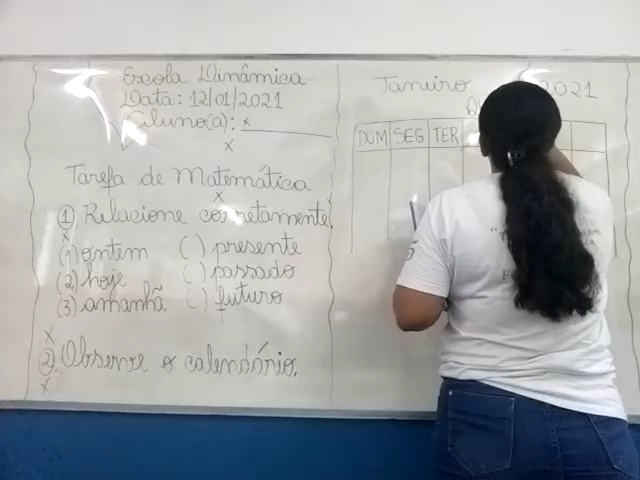 Escola Dinâmica
Data: 12/01/2021
Aluno(a):
Tarefa de Matemática
1. Relacione corretamente.
(1) ontem ( ) presente
(2) hoje ( ) passado
(3) amanhã ( ) futuro
2. Observe o calendário.
Janeiro 2021
DOM SEG TER